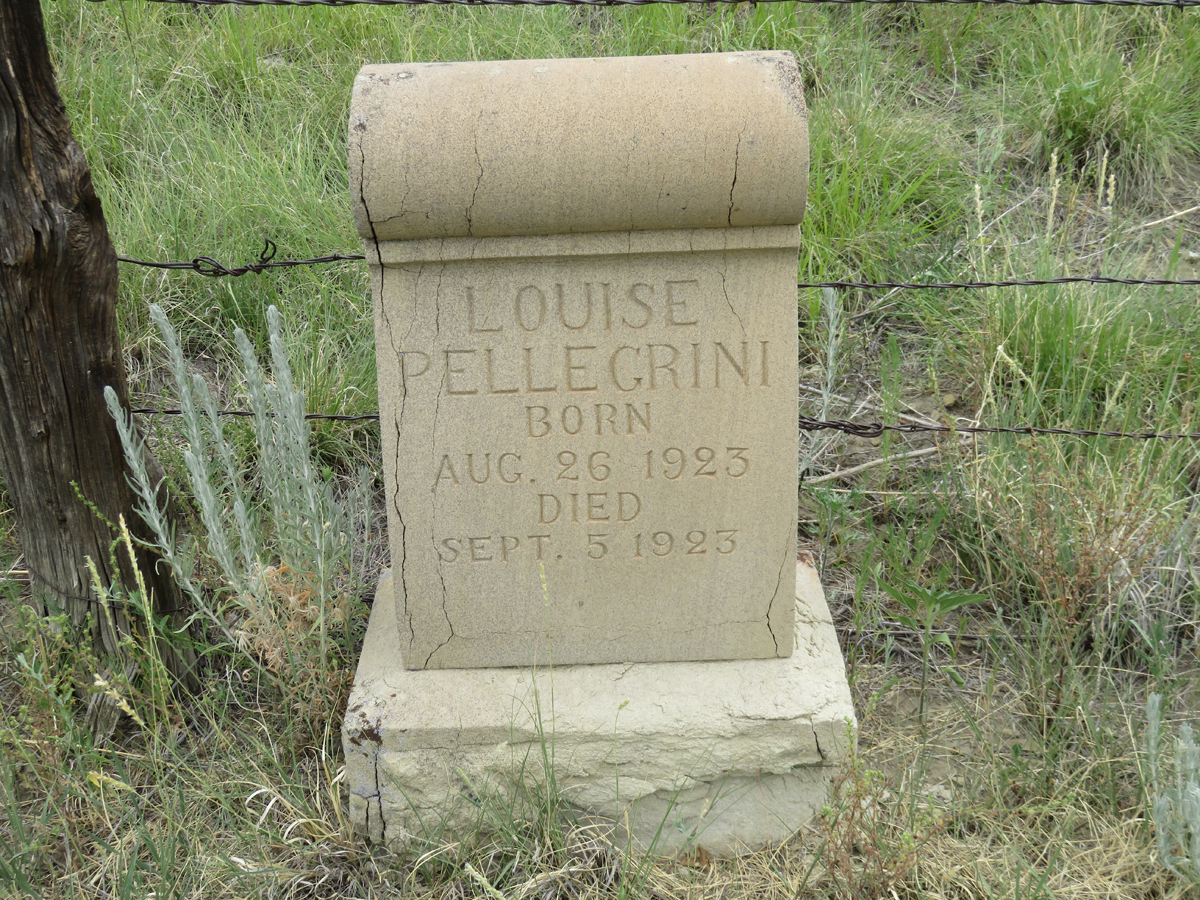 LOUISE
PELLEGRINI
BORN
AUG. 26 1923
DIED
SEPT. 5 1923